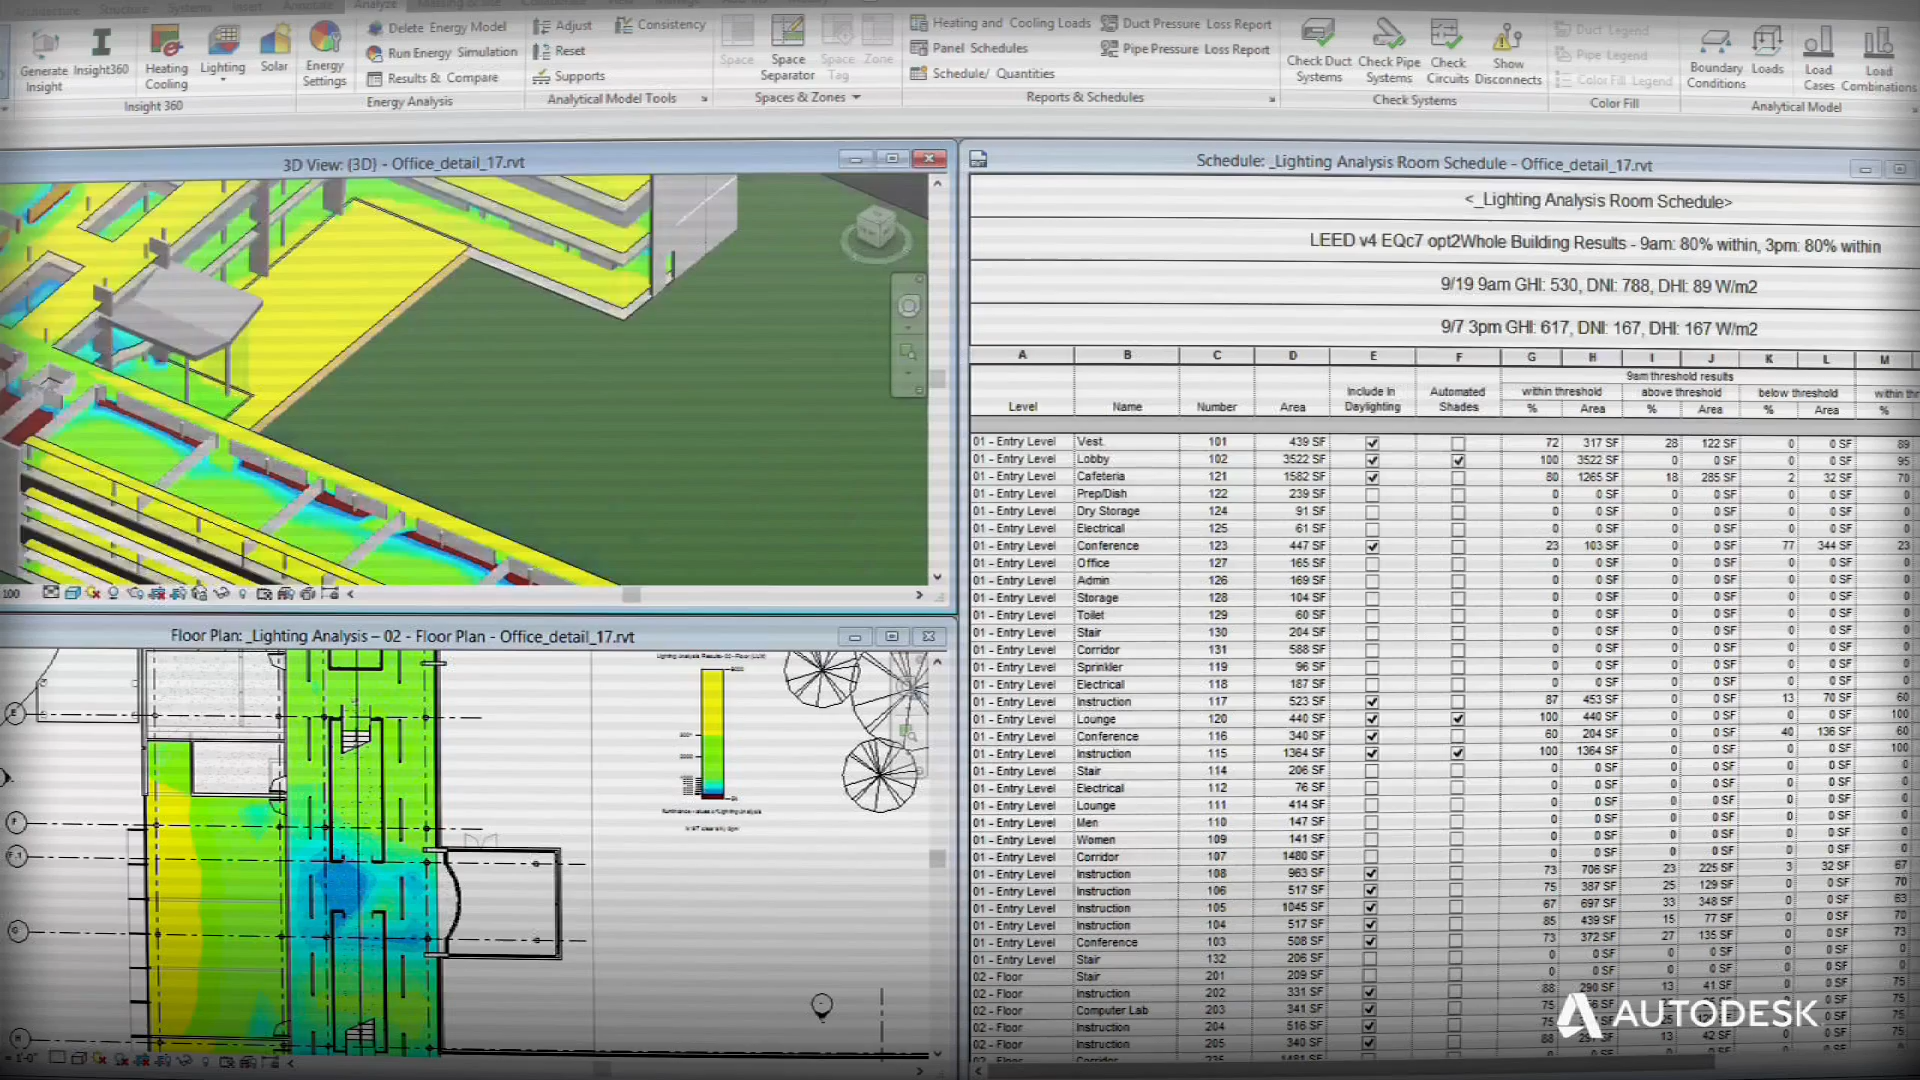 Architecture Structure Systems Insert Annotate Analyze Massing & Site Collaborate View Manage Add-Ins Modify
Generate Insight
Insight360
Heating Cooling
Lighting
Solar
Insight 360
Energy Settings
Delete Energy Model
Run Energy Simulation
Results & Compare
Energy Analysis
Adjust
Reset
Supports
Consistency
Analytical Model Tools
Space
Space Separator
Space Tag
Zone
Spaces & Zones
Heating and Cooling Loads
Panel Schedules
Schedule/ Quantities
Duct Pressure Loss Report
Pipe Pressure Loss Report
Reports & Schedules
Check Duct Systems
Check Pipe Systems
Check Circuits
Show Disconnects
Check Systems
Duct Legend
Pipe Legend
Color Fill Legend
Color Fill
Boundary Conditions
Loads
Load Cases
Load Combinations
Analytical Model
3D View: {3D} - Office_detail_17.rvt
100
Floor Plan: _Lighting Analysis – 02 - Floor Plan - Office_detail_17.rvt
E
F
F.1
G
H
Schedule: _Lighting Analysis Room Schedule - Office_detail_17.rvt
<_Lighting Analysis Room Schedule>
LEED v4 EQc7 opt2Whole Building Results - 9am: 80% within, 3pm: 80% within
9/19 9am GHI: 530, DNI: 788, DHI: 89 W/m2
9/7 3pm GHI: 617, DNI: 167, DHI: 167 W/m2
A B C D E F G H I J K L M
9am threshold results
within threshold above threshold below threshold within thr
Level Name Number Area Include In Daylighting Automated Shades % Area % Area % Area %
01 - Entry Level Vest. 101 439 SF 72 317 SF 28 122 SF 0 0 SF 89
01 - Entry Level Lobby 102 3522 SF 100 3522 SF 0 0 SF 0 0 SF 95
01 - Entry Level Cafeteria 121 1582 SF 80 1265 SF 18 285 SF 2 32 SF 70
01 - Entry Level Prep/Dish 122 239 SF 0 0 SF 0 0 SF 0 0 SF 0
01 - Entry Level Dry Storage 124 91 SF 0 0 SF 0 0 SF 0 0 SF 0
01 - Entry Level Electrical 125 61 SF 0 0 SF 0 0 SF 0 0 SF 0
01 - Entry Level Conference 123 447 SF 23 103 SF 0 0 SF 77 344 SF 23
01 - Entry Level Office 127 165 SF 0 0 SF 0 0 SF 0 0 SF 0
01 - Entry Level Admin 126 169 SF 0 0 SF 0 0 SF 0 0 SF 0
01 - Entry Level Storage 128 104 SF 0 0 SF 0 0 SF 0 0 SF 0
01 - Entry Level Toilet 129 60 SF 0 0 SF 0 0 SF 0 0 SF 0
01 - Entry Level Stair 130 204 SF 0 0 SF 0 0 SF 0 0 SF 0
01 - Entry Level Corridor 131 588 SF 0 0 SF 0 0 SF 0 0 SF 0
01 - Entry Level Sprinkler 119 96 SF 0 0 SF 0 0 SF 0 0 SF 0
01 - Entry Level Electrical 118 187 SF 0 0 SF 0 0 SF 0 0 SF 0
01 - Entry Level Instruction 117 523 SF 87 453 SF 0 0 SF 13 70 SF 60
01 - Entry Level Lounge 120 440 SF 100 440 SF 0 0 SF 0 0 SF 100
01 - Entry Level Conference 116 340 SF 60 204 SF 0 0 SF 40 136 SF 60
01 - Entry Level Instruction 115 1364 SF 100 1364 SF 0 0 SF 0 0 SF 100
01 - Entry Level Stair 114 206 SF 0 0 SF 0 0 SF 0 0 SF 0
01 - Entry Level Electrical 112 76 SF 0 0 SF 0 0 SF 0 0 SF 0
01 - Entry Level Lounge 111 414 SF 0 0 SF 0 0 SF 0 0 SF 0
01 - Entry Level Men 110 147 SF 0 0 SF 0 0 SF 0 0 SF 0
01 - Entry Level Women 109 141 SF 0 0 SF 0 0 SF 0 0 SF 0
01 - Entry Level Corridor 107 1480 SF 0 0 SF 0 0 SF 0 0 SF 0
01 - Entry Level Instruction 108 963 SF 73 706 SF 23 225 SF 3 32 SF 67
01 - Entry Level Instruction 106 517 SF 75 387 SF 25 129 SF 0 0 SF 70
01 - Entry Level Instruction 105 1045 SF 67 697 SF 33 348 SF 0 0 SF 63
01 - Entry Level Instruction 104 517 SF 85 439 SF 15 77 SF 0 0 SF 70
01 - Entry Level Conference 103 508 SF 73 372 SF 27 135 SF 0 0 SF 73
01 - Entry Level Stair 132 206 SF 0 0 SF 0 0 SF 0 0 SF 0
02 - Floor Stair 201 209 SF 0 0 SF 0 0 SF 0 0 SF 0
02 - Floor Instruction 202 331 SF 88 290 SF 13 41 SF 0 0 SF 75
02 - Floor Computer Lab 203 341 SF 75 0 0 SF 75
02 - Floor Instruction 204 516 SF 75 0 0 SF 75
02 - Floor Instruction 205 340 SF 88 13 42 SF 0 0 SF 75
02 - Floor Corridor
AUTODESK